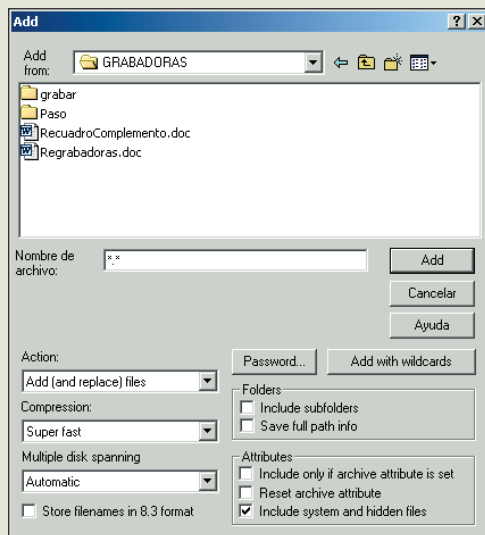 Add
Add from:
GRABADORAS
grabar
Paso
RecuadroComplemento.doc
Regrabadoras.doc
Nombre de archivo:
*.*
Add
Cancelar
Ayuda
Action:
Add (and replace) files
Compression:
Super fast
Multiple disk spanning
Automatic
Store filenames in 8.3 format
Password...
Add with wildcards
Folders
Include subfolders
Save full path info
Attributes
Include only if archive attribute is set
Reset archive attribute
Include system and hidden files